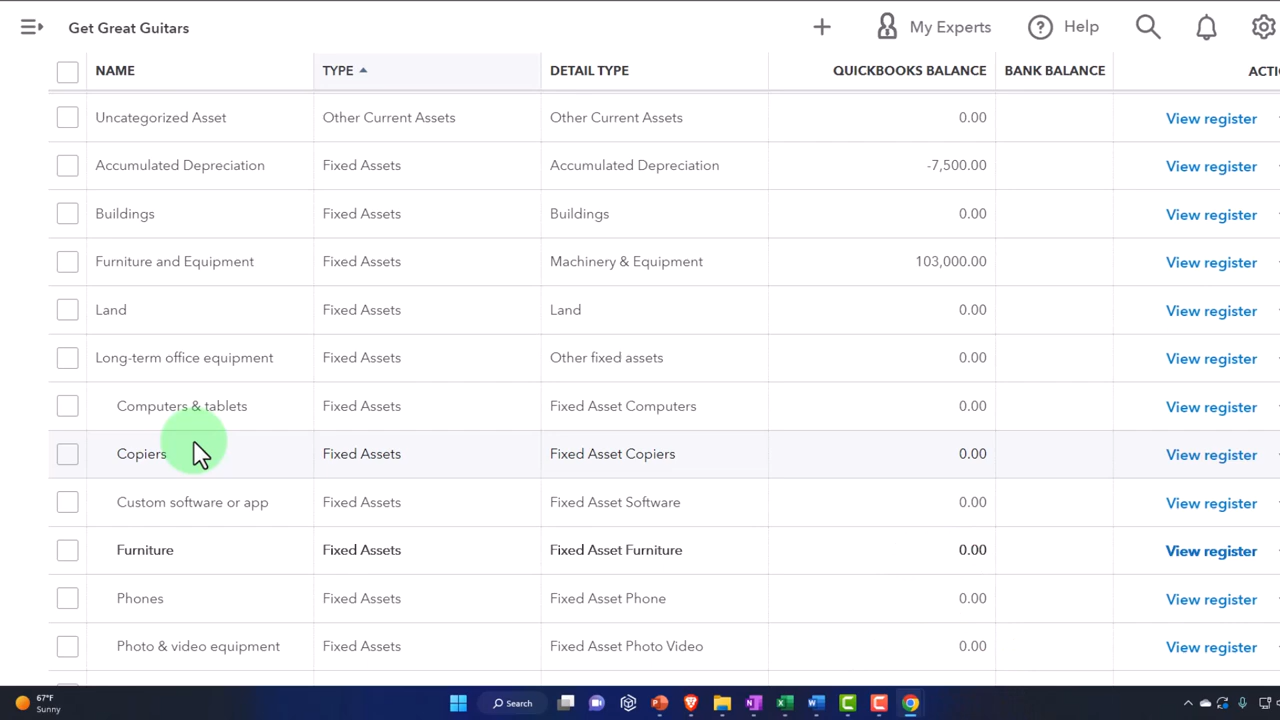 Get Great Guitars + My Experts Help
NAME TYPE DETAIL TYPE QUICKBOOKS BALANCE BANK BALANCE ACTI
Uncategorized Asset Other Current Assets Other Current Assets 0.00 View register
Accumulated Depreciation Fixed Assets Accumulated Depreciation -7,500.00 View register
Buildings Fixed Assets Buildings 0.00 View register
Furniture and Equipment Fixed Assets Machinery & Equipment 103,000.00 View register
Land Fixed Assets Land 0.00 View register
Long-term office equipment Fixed Assets Other fixed assets 0.00 View register
Computers & tablets Fixed Assets Fixed Asset Computers 0.00 View register
Copiers Fixed Assets Fixed Asset Copiers 0.00 View register
Custom software or app Fixed Assets Fixed Asset Software 0.00 View register
Furniture Fixed Assets Fixed Asset Furniture 0.00 View register
Phones Fixed Assets Fixed Asset Phone 0.00 View register
Photo & video equipment Fixed Assets Fixed Asset Photo Video 0.00 View register
67°F
Sunny
Search